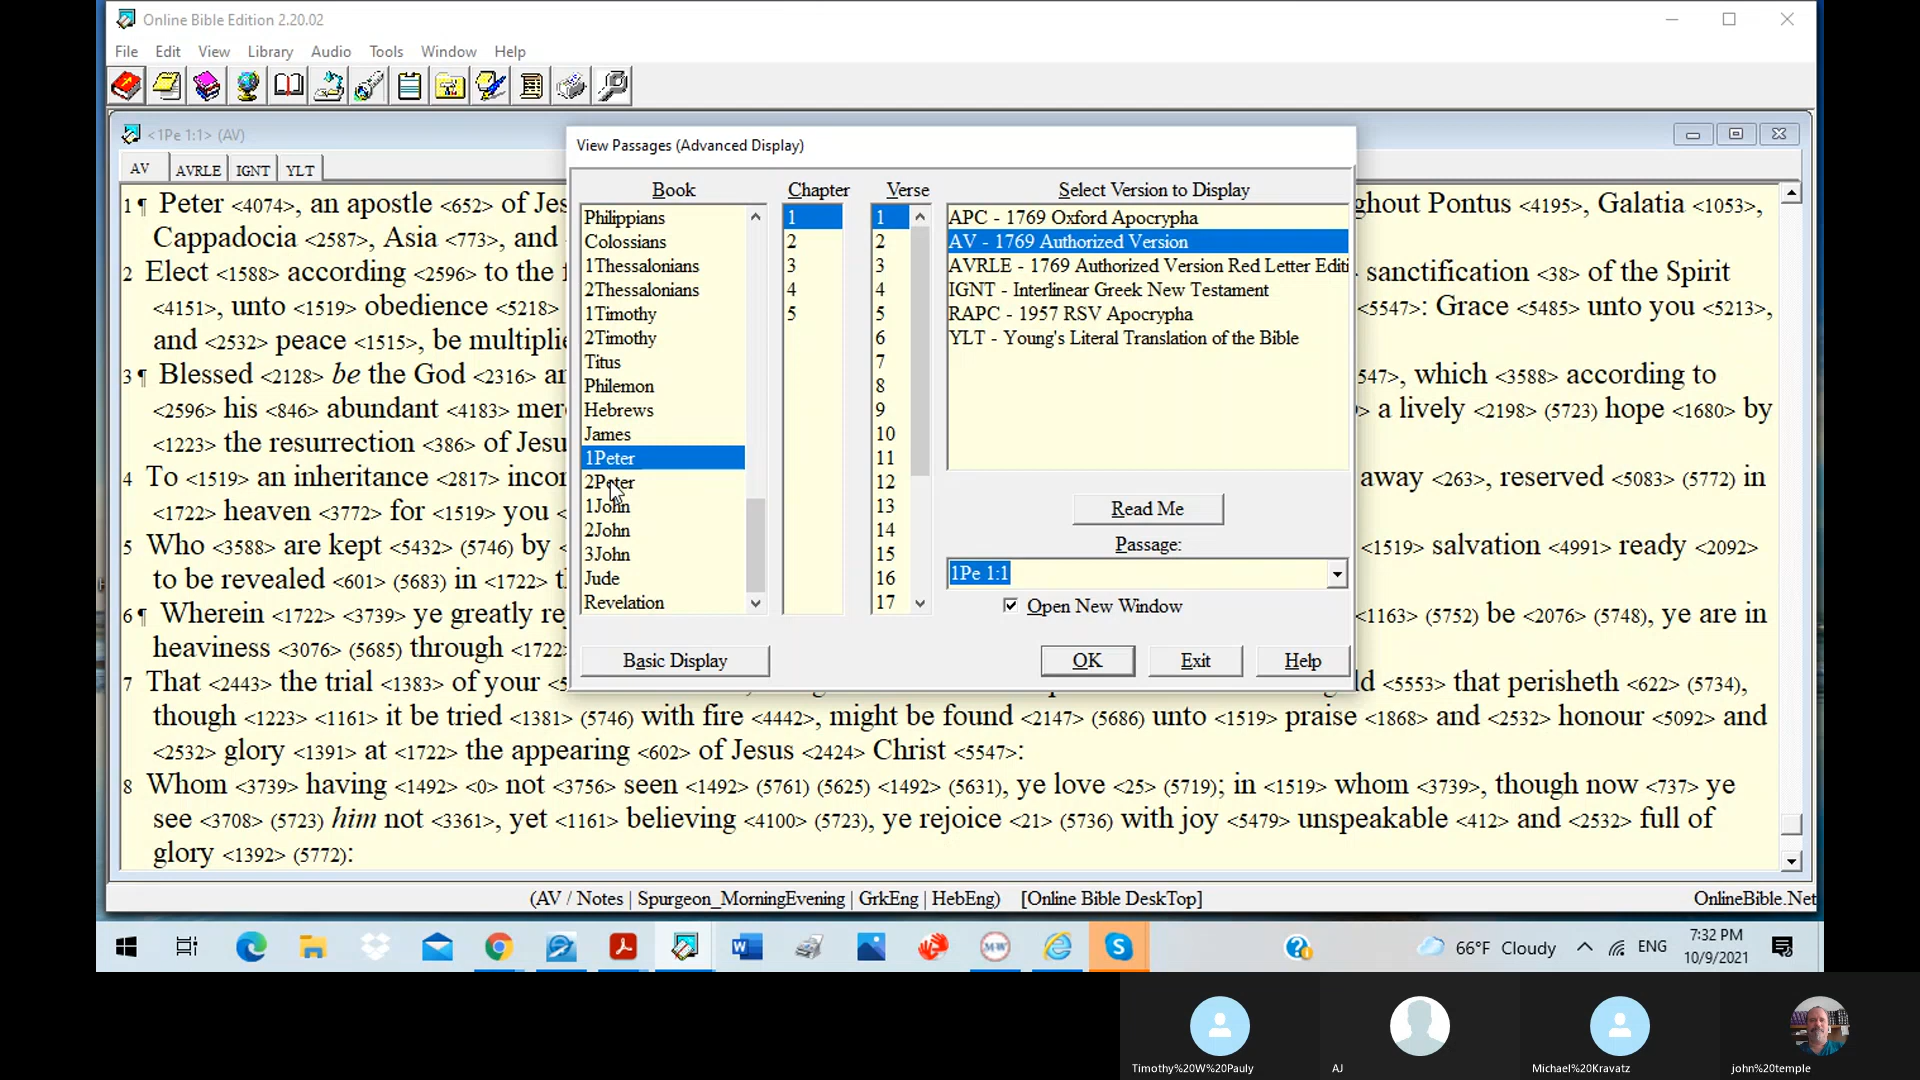 Online Bible Edition 2.20.02
File Edit View Library Audio Tools Window Help
<1Pe 1:1> (AV)
AV AVRLE IGNT YLT
1 ¶ Peter <4074>, an apostle <652> of Jes
ghout Pontus <4195>, Galatia <1053>,
Cappadocia <2587>, Asia <773>, and
2 Elect <1588> according <2596> to the f
sanctification <38> of the Spirit
<4151>, unto <1519> obedience <5218>
<5547>: Grace <5485> unto you <5213>,
and <2532> peace <1515>, be multiplie
3 ¶ Blessed <2128> be the God <2316> an
547>, which <3588> according to
<2596> his <846> abundant <4183> mer
> a lively <2198> (5723) hope <1680> by
<1223> the resurrection <386> of Jesu
4 To <1519> an inheritance <2817> incor
away <263>, reserved <5083> (5772) in
<1722> heaven <3772> for <1519> you
5 Who <3588> are kept <5432> (5746) by
<1519> salvation <4991> ready <2092>
to be revealed <601> (5683) in <1722> t
6 ¶ Wherein <1722> <3739> ye greatly re
<1163> (5752) be <2076> (5748), ye are in
heaviness <3076> (5685) through <1722>
7 That <2443> the trial <1383> of your <5
ld <5553> that perisheth <622> (5734),
though <1223> <1161> it be tried <1381> (5746) with fire <4442>, might be found <2147> (5686) unto <1519> praise <1868> and <2532> honour <5092> and
<2532> glory <1391> at <1722> the appearing <602> of Jesus <2424> Christ <5547>:
8 Whom <3739> having <1492> <0> not <3756> seen <1492> (5761) (5625) <1492> (5631), ye love <25> (5719); in <1519> whom <3739>, though now <737> ye
see <3708> (5723) him not <3361>, yet <1161> believing <4100> (5723), ye rejoice <21> (5736) with joy <5479> unspeakable <412> and <2532> full of
glory <1392> (5772):
View Passages (Advanced Display)
Book Chapter Verse Select Version to Display
Philippians
Colossians
1Thessalonians
2Thessalonians
1Timothy
2Timothy
Titus
Philemon
Hebrews
James
1Peter
2Peter
1John
2John
3John
Jude
Revelation
1
2
3
4
5
1
2
3
4
5
6
7
8
9
10
11
12
13
14
15
16
17
APC - 1769 Oxford Apocrypha
AV - 1769 Authorized Version
AVRLE - 1769 Authorized Version Red Letter Editi
IGNT - Interlinear Greek New Testament
RAPC - 1957 RSV Apocrypha
YLT - Young's Literal Translation of the Bible
Read Me
Passage:
1Pe 1:1
Open New Window
Basic Display OK Exit Help
(AV / Notes | Spurgeon_MorningEvening | GrkEng | HebEng) [Online Bible DeskTop]
OnlineBible.Net
66°F Cloudy ENG 7:32 PM
10/9/2021
Timothy%20W%20Pauly AJ Michael%20Kravatz john%20temple